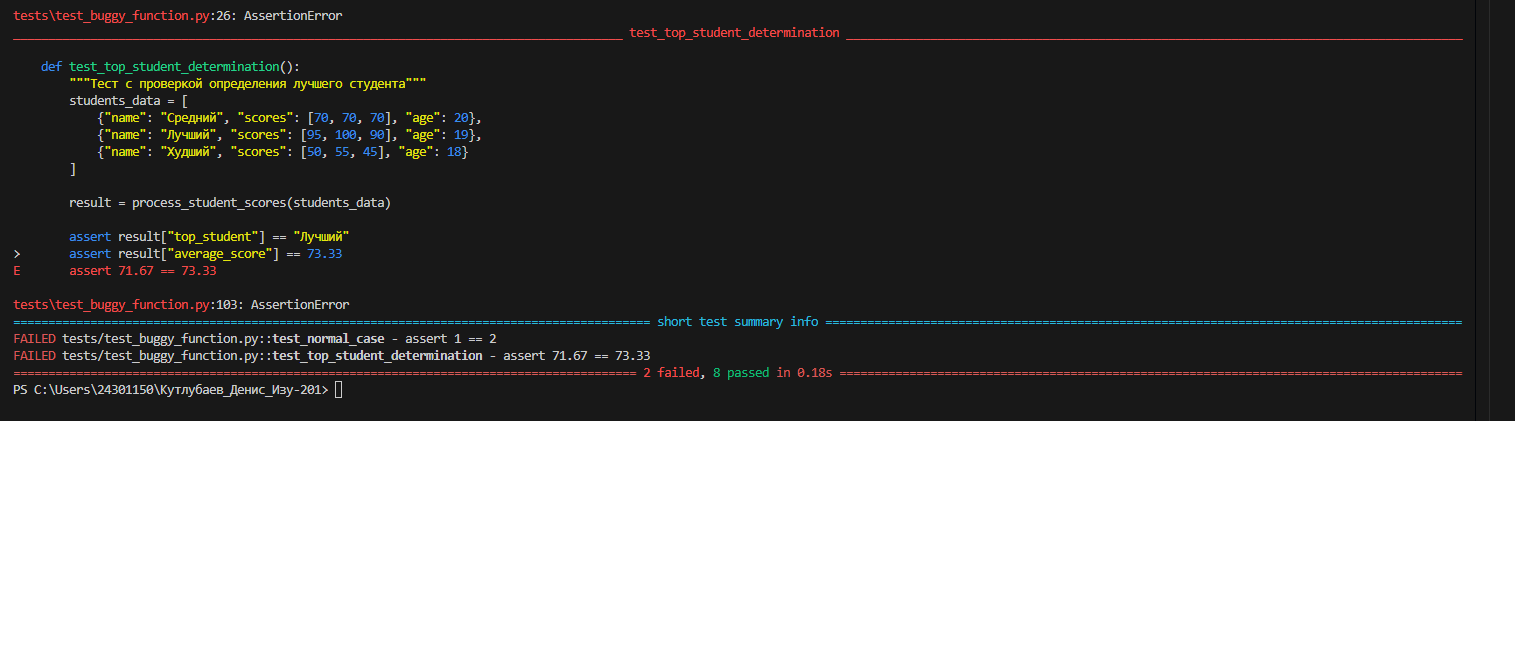 tests\test_buggy_function.py:26: AssertionError
test_top_student_determination
def test_top_student_determination():
"""Тест с проверкой определения лучшего студента"""
students_data = [
{"name": "Средний", "scores": [70, 70, 70], "age": 20},
{"name": "Лучший", "scores": [95, 100, 90], "age": 19},
{"name": "Худший", "scores": [50, 55, 45], "age": 18}
]
result = process_student_scores(students_data)
assert result["top_student"] == "Лучший"
> assert result["average_score"] == 73.33
E assert 71.67 == 73.33
tests\test_buggy_function.py:103: AssertionError
short test summary info
FAILED tests/test_buggy_function.py::test_normal_case - assert 1 == 2
FAILED tests/test_buggy_function.py::test_top_student_determination - assert 71.67 == 73.33
2 failed, 8 passed in 0.18s
PS C:\Users\24301150\Кутлубаев_Денис_Изу-201>